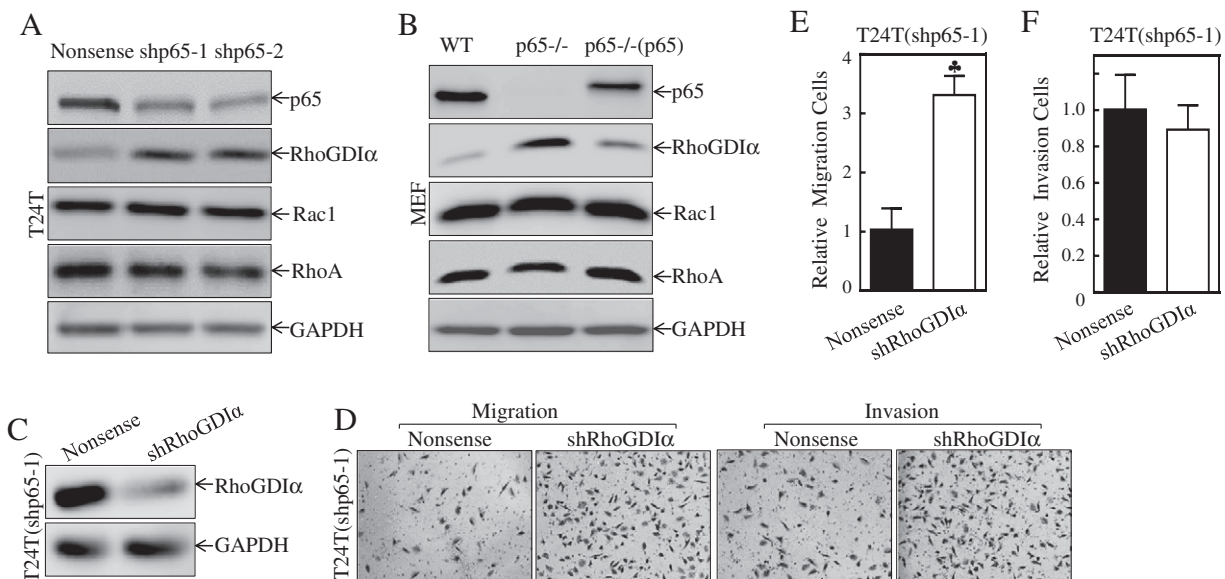 A
Nonsense shp65-1 shp65-2
T24T
p65
RhoGDIα
Rac1
RhoA
GAPDH
B
WT p65-/- p65-/-(p65)
MEF
p65
RhoGDIα
Rac1
RhoA
GAPDH
E
T24T(shp65-1)
Relative Migration Cells
4
3
2
1
0
♣
Nonsense
shRhoGDIα
F
T24T(shp65-1)
Relative Invasion Cells
1.0
0.8
0.6
0.4
0
Nonsense
shRhoGDIα
C
Nonsense
shRhoGDIα
T24T(shp65-1)
RhoGDIα
GAPDH
D
Migration Invasion
Nonsense shRhoGDIα Nonsense shRhoGDIα
T24T(shp65-1)